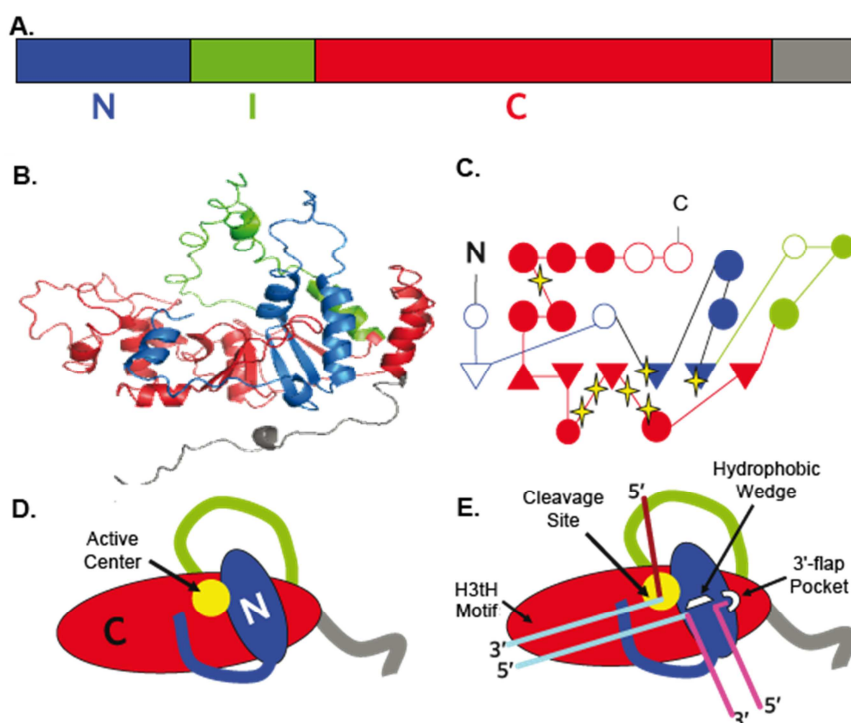 A.
N I C
B.
C.
C
N
D.
Active
Center
N
C
E.
5′
Cleavage
Site
Hydrophobic
Wedge
3'-flap
Pocket
H3tH
Motif
3′
5′
5′
3′